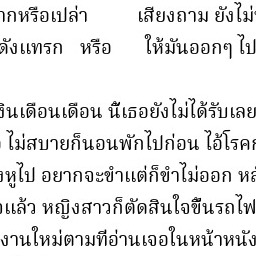 ากหรือเปล่า เสียงถาม ยังไม่
ดังแทรก หรือ ให้มันออกๆ ไป
งินเดือนเดือน นี้เธอยังไม่ได้รับเลย
ไม่สบายก็นอนพักไปก่อน ไอ้โรค
งหูไป อยากจะขำแต่ก็ขำไม่ออก
แล้ว หญิงสาวก็ตัดสินใจขึ้นรถไฟ
งานใหม่ตามที่อ่านเจอในหน้าหนัง